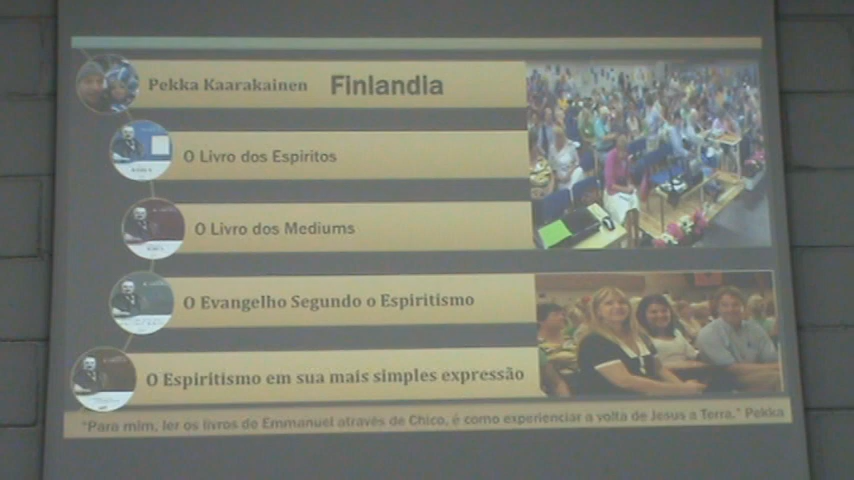 Pekka Kaarakainen Finlandia
O Livro dos Espiritos
O Livro dos Mediums
O Evangelho Segundo o Espiritismo
O Espiritismo em sua mais simples expressão
"Para mim, ler os livros de Emmanuel através de Chico, é como experienciar a volta de Jesus a Terra." Pekka